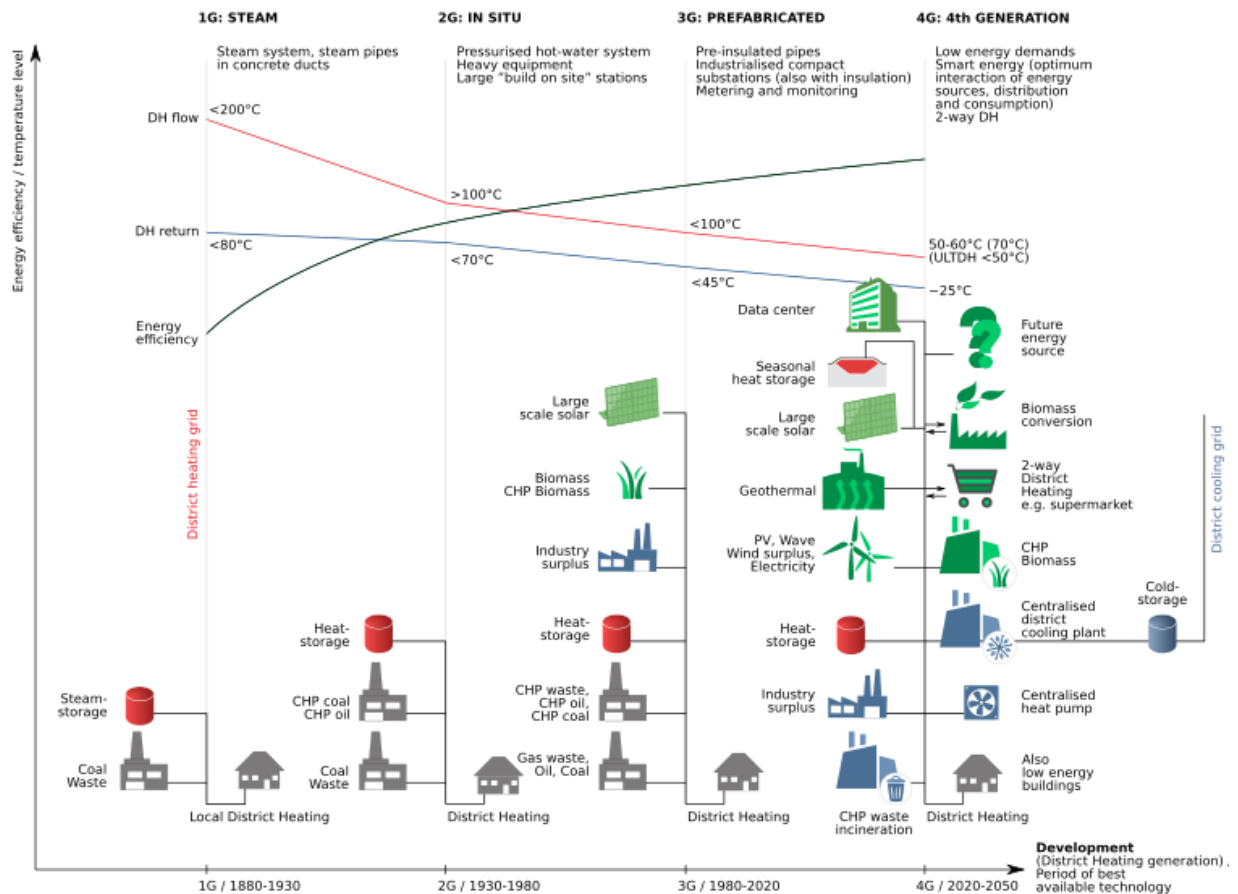 1G: STEAM
2G: IN SITU
3G: PREFABRICATED
4G: 4th GENERATION
Steam system, steam pipes
in concrete ducts
Pressurised hot-water system
Heavy equipment
Large "build on site" stations
Pre-insulated pipes
Industrialised compact
substations (also with insulation)
Metering and monitoring
Low energy demands
Smart energy (optimum
interaction of energy
sources, distribution
and consumption)
2-way DH
Energy efficiency / temperature level
DH flow
<200°C
>100°C
<100°C
50-60°C (70°C)
(ULTDH <50°C)
DH return
<80°C
<70°C
<45°C
~25°C
Energy
efficiency
District heating grid
District cooling grid
Large
scale solar
Biomass
CHP Biomass
Industry
surplus
Data center
Seasonal
heat storage
Large
scale solar
Geothermal
PV, Wave
Wind surplus,
Electricity
Future
energy
source
Biomass
conversion
2-way
District
Heating
e.g. supermarket
CHP
Biomass
Cold-
storage
Steam-
storage
Coal
Waste
Local District Heating
Heat-
storage
CHP coal
CHP oil
Coal
Waste
District Heating
Heat-
storage
CHP waste,
CHP oil,
CHP coal
Gas waste,
Oil, Coal
District Heating
Heat-
storage
Industry
surplus
CHP waste
incineration
Centralised
district
cooling plant
Centralised
heat pump
Also
low energy
buildings
District Heating
Development
(District Heating generation) .
Period of best
available technology
1G / 1880-1930
2G / 1930-1980
3G / 1980-2020
4G / 2020-2050